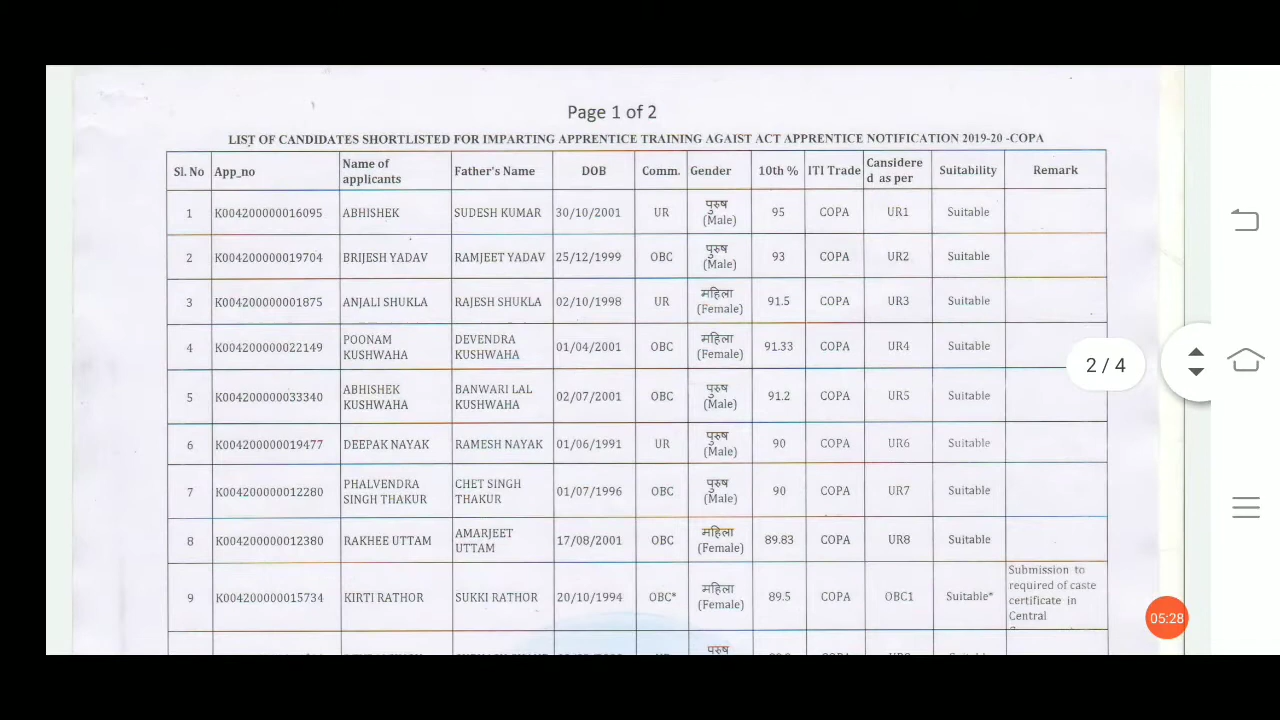 Page 1 of 2
LIST OF CANDIDATES SHORTLISTED FOR IMPARTING APPRENTICE TRAINING AGAIST ACT APPRENTICE NOTIFICATION 2019-20 -COPA
Sl. No App_no Name of applicants Father's Name DOB Comm. Gender 10th % ITI Trade Cansidere d as per Suitability Remark
1 K004200000016095 ABHISHEK SUDESH KUMAR 30/10/2001 UR पुरुष (Male) 95 COPA UR1 Suitable
2 K004200000019704 BRIJESH YADAV RAMJEET YADAV 25/12/1999 OBC पुरुष (Male) 93 COPA UR2 Suitable
3 K004200000001875 ANJALI SHUKLA RAJESH SHUKLA 02/10/1998 UR महिला (Female) 91.5 COPA UR3 Suitable
4 K004200000022149 POONAM KUSHWAHA DEVENDRA KUSHWAHA 01/04/2001 OBC महिला (Female) 91.33 COPA UR4 Suitable
5 K004200000033340 ABHISHEK KUSHWAHA BANWARI LAL KUSHWAHA 02/07/2001 OBC पुरुष (Male) 91.2 COPA UR5 Suitable
6 K004200000019477 DEEPAK NAYAK RAMESH NAYAK 01/06/1991 UR पुरुष (Male) 90 COPA UR6 Suitable
7 K004200000012280 PHALVENDRA SINGH THAKUR CHET SINGH THAKUR 01/07/1996 OBC पुरुष (Male) 90 COPA UR7 Suitable
8 K004200000012380 RAKHEE UTTAM AMARJEET UTTAM 17/08/2001 OBC महिला (Female) 89.83 COPA UR8 Suitable
9 K004200000015734 KIRTI RATHOR SUKKI RATHOR 20/10/1994 OBC* महिला (Female) 89.5 COPA OBC1 Suitable* Submission to required of caste certificate in Central
पुरुष
2 / 4
05:28